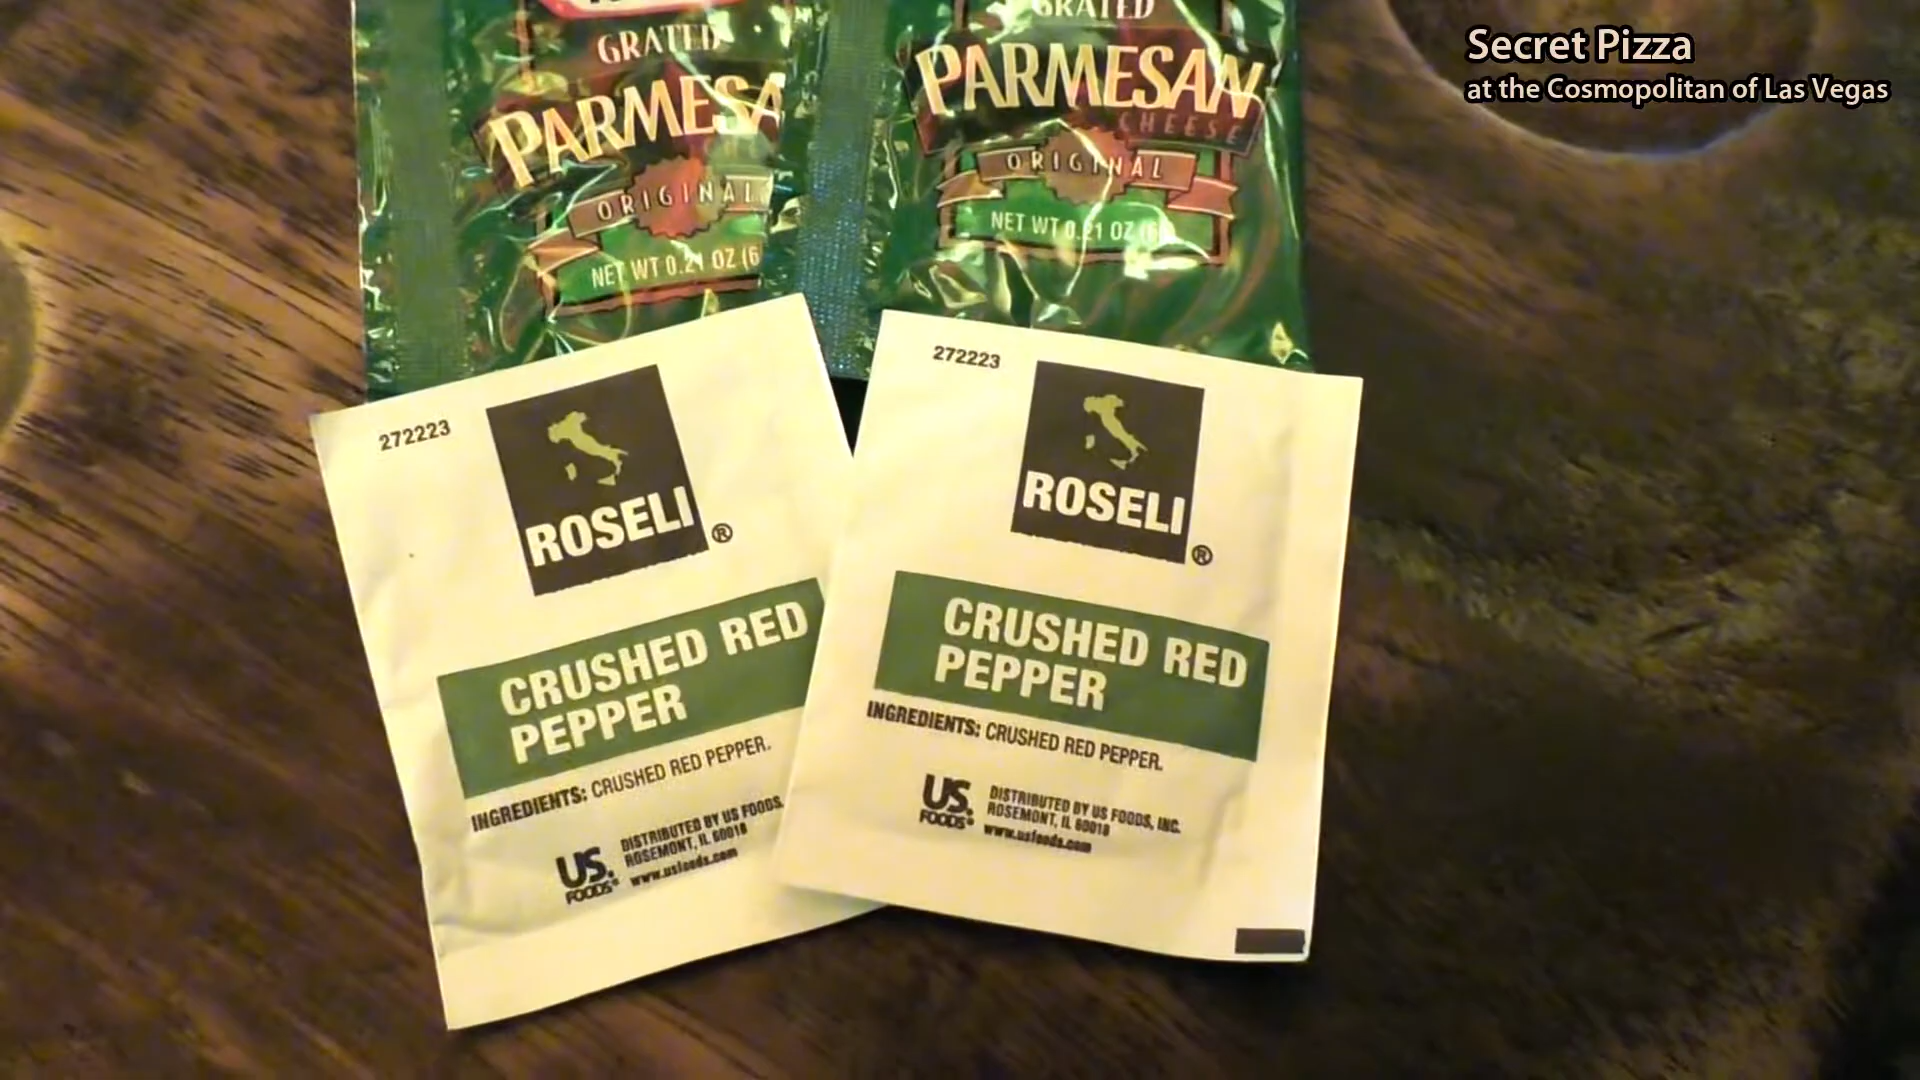 Secret Pizza
at the Cosmopolitan of Las Vegas
GRATED
PARMESA
ORIGINAL
NET WT 0.21 OZ (6
GRATED
PARMESAN
CHEESE
ORIGINAL
NET WT 0.21 OZ
272223
ROSELI
®
CRUSHED RED
PEPPER
INGREDIENTS: CRUSHED RED PEPPER.
US.
FOODS®
DISTRIBUTED BY US FOODS,
ROSEMONT, IL 60018
www.usfoods.com
272223
ROSELI
®
CRUSHED RED
PEPPER
INGREDIENTS: CRUSHED RED PEPPER.
US.
FOODS®
DISTRIBUTED BY US FOODS, INC.
ROSEMONT, IL 60018
www.usfoods.com